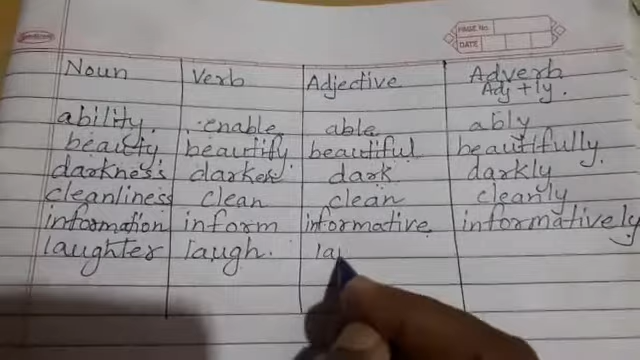 PAGE NO.
DATE
Noun Verb Adjective Adverb
Adj + ly.
ability. enable able ably
beauty beautify beautiful beautifully.
darkness darken dark darkly
cleanliness clean clean cleanly
information inform informative informatively
laughter laugh. la